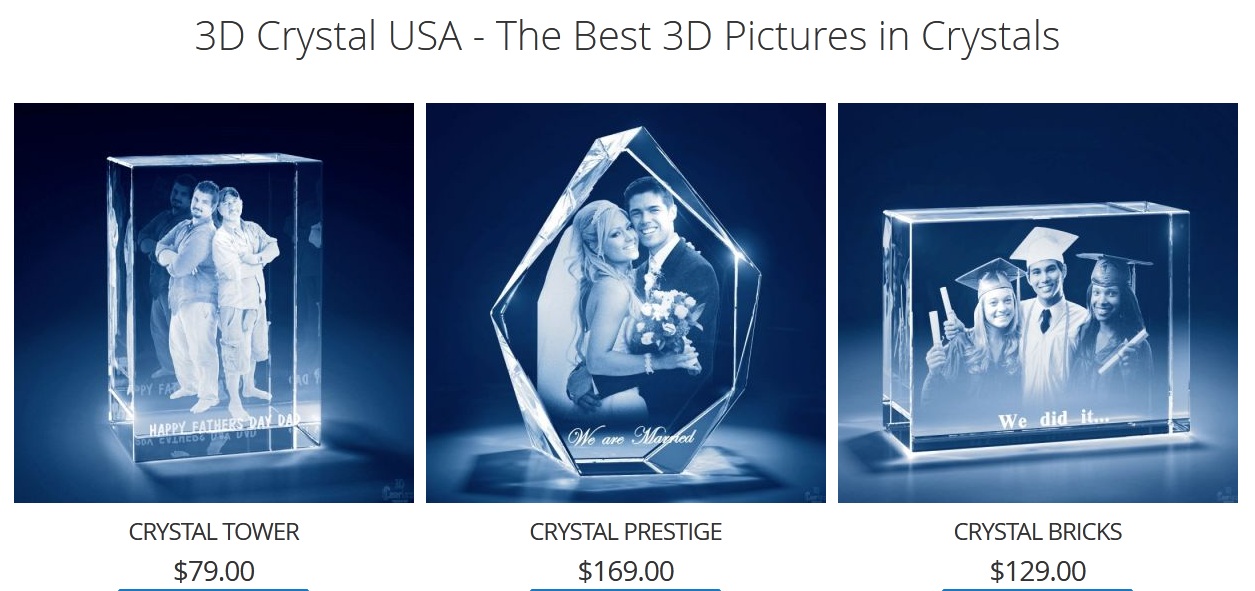 3D Crystal USA - The Best 3D Pictures in Crystals
HAPPY FATHERS DAY DAD
We are Married
We did it...
CRYSTAL TOWER
CRYSTAL PRESTIGE
CRYSTAL BRICKS
$79.00
$169.00
$129.00